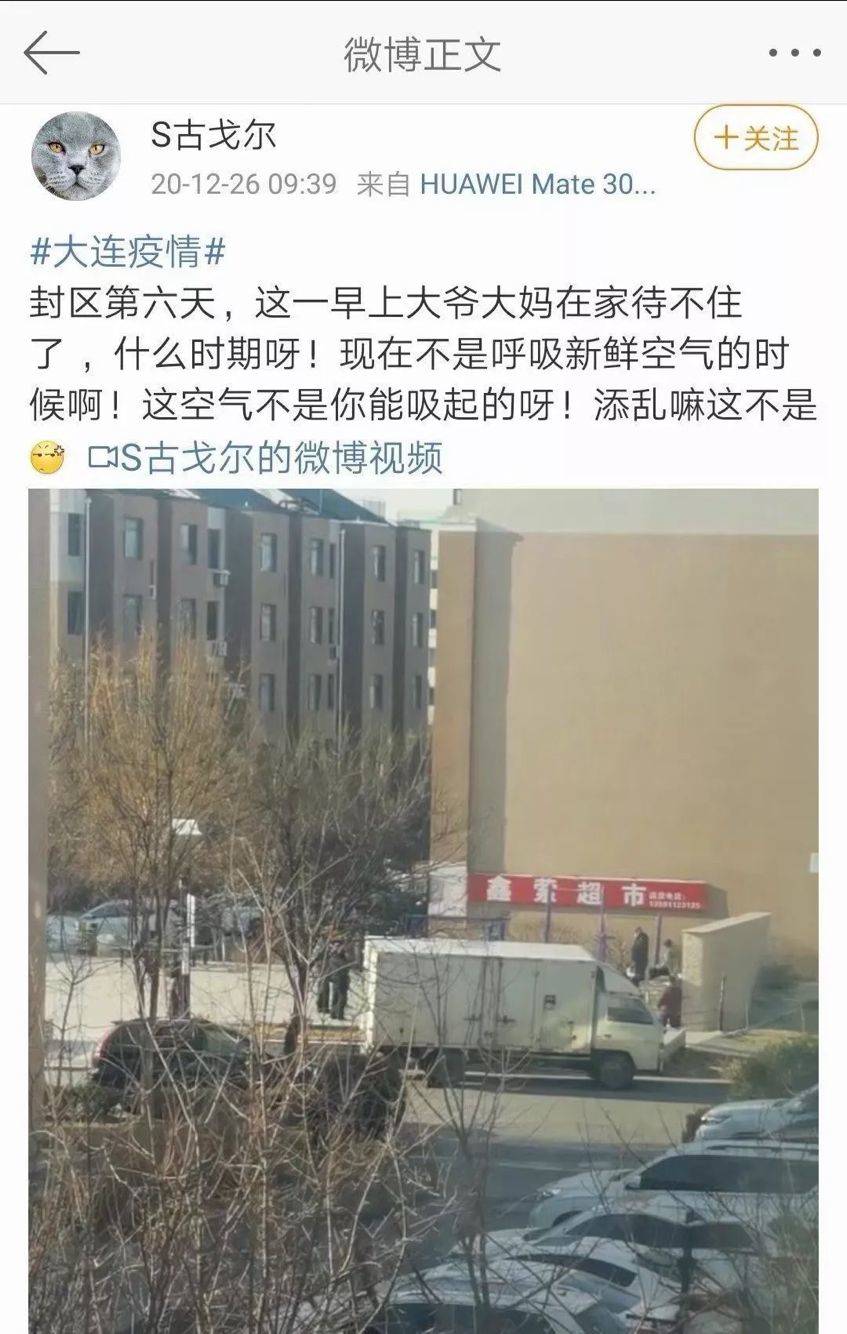 微博正文
S古戈尔
+关注
20-12-26 09:39 来自 HUAWEI Mate 30...
#大连疫情#
封区第六天，这一早上大爷大妈在家待不住
了，什么时期呀！现在不是呼吸新鲜空气的时
候啊！这空气不是你能吸起的呀！添乱嘛这不是
S古戈尔的微博视频
鑫索超市